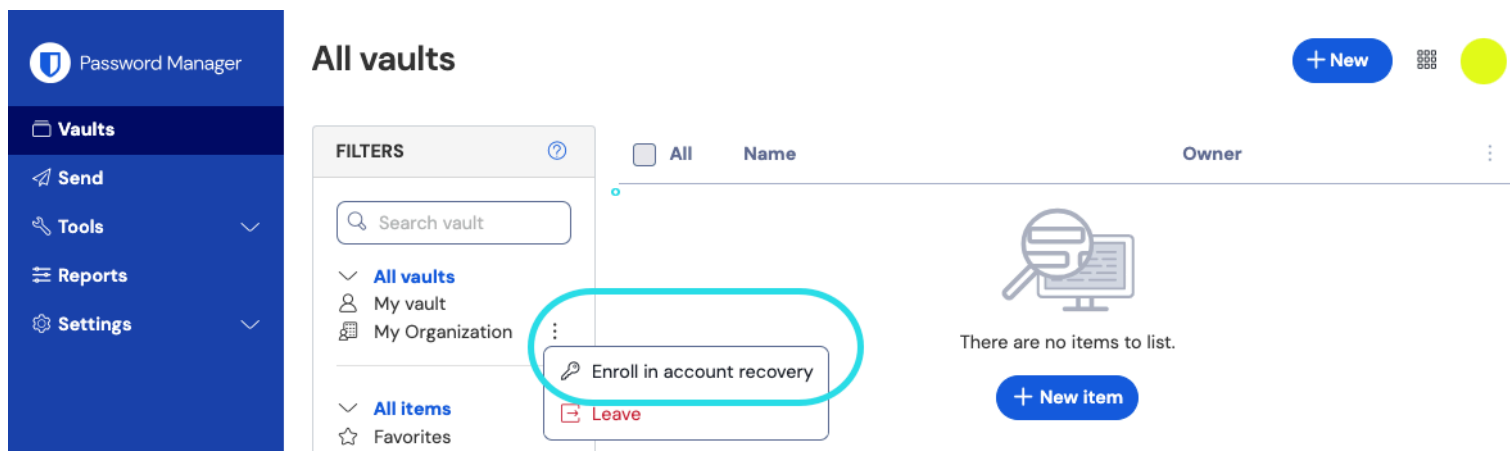 Password Manager
Vaults
Send
Tools
Reports
Settings
All vaults
New
FILTERS
Search vault
All vaults
My vault
My Organization
Enroll in account recovery
Leave
All items
Favorites
All Name Owner
There are no items to list.
New item